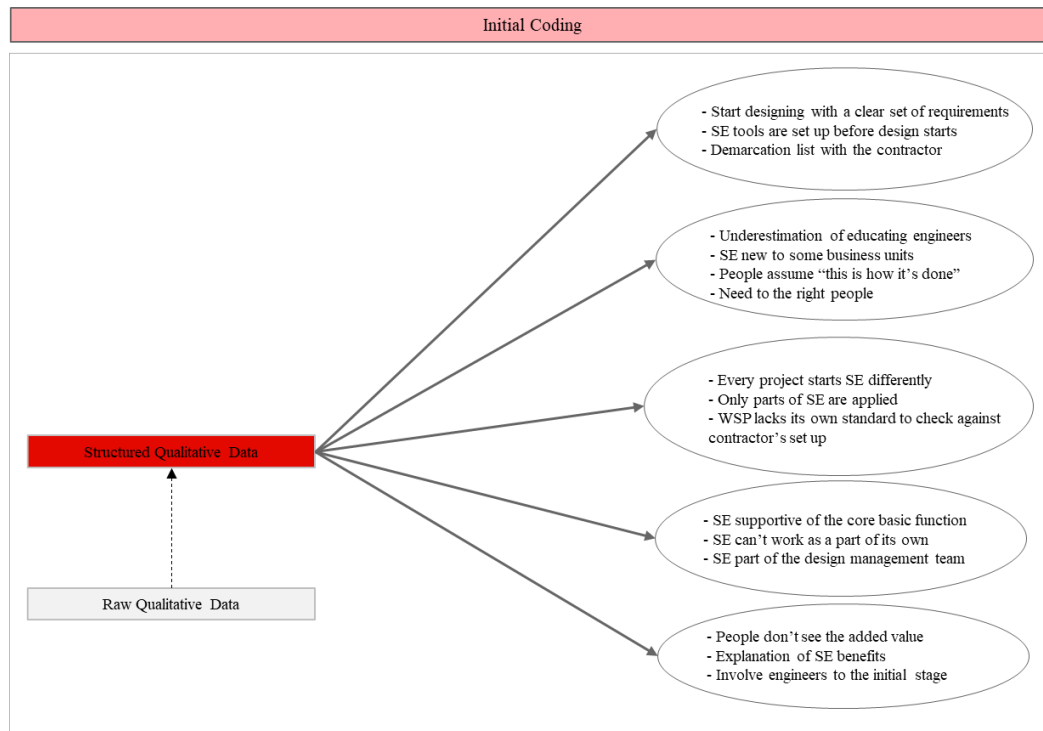 Initial Coding
- Start designing with a clear set of requirements
- SE tools are set up before design starts
- Demarcation list with the contractor
- Underestimation of educating engineers
- SE new to some business units
- People assume “this is how it’s done”
- Need to the right people
- Every project starts SE differently
- Only parts of SE are applied
- WSP lacks its own standard to check against
contractor’s set up
Structured Qualitative Data
- SE supportive of the core basic function
- SE can’t work as a part of its own
- SE part of the design management team
Raw Qualitative Data
- People don’t see the added value
- Explanation of SE benefits
- Involve engineers to the initial stage